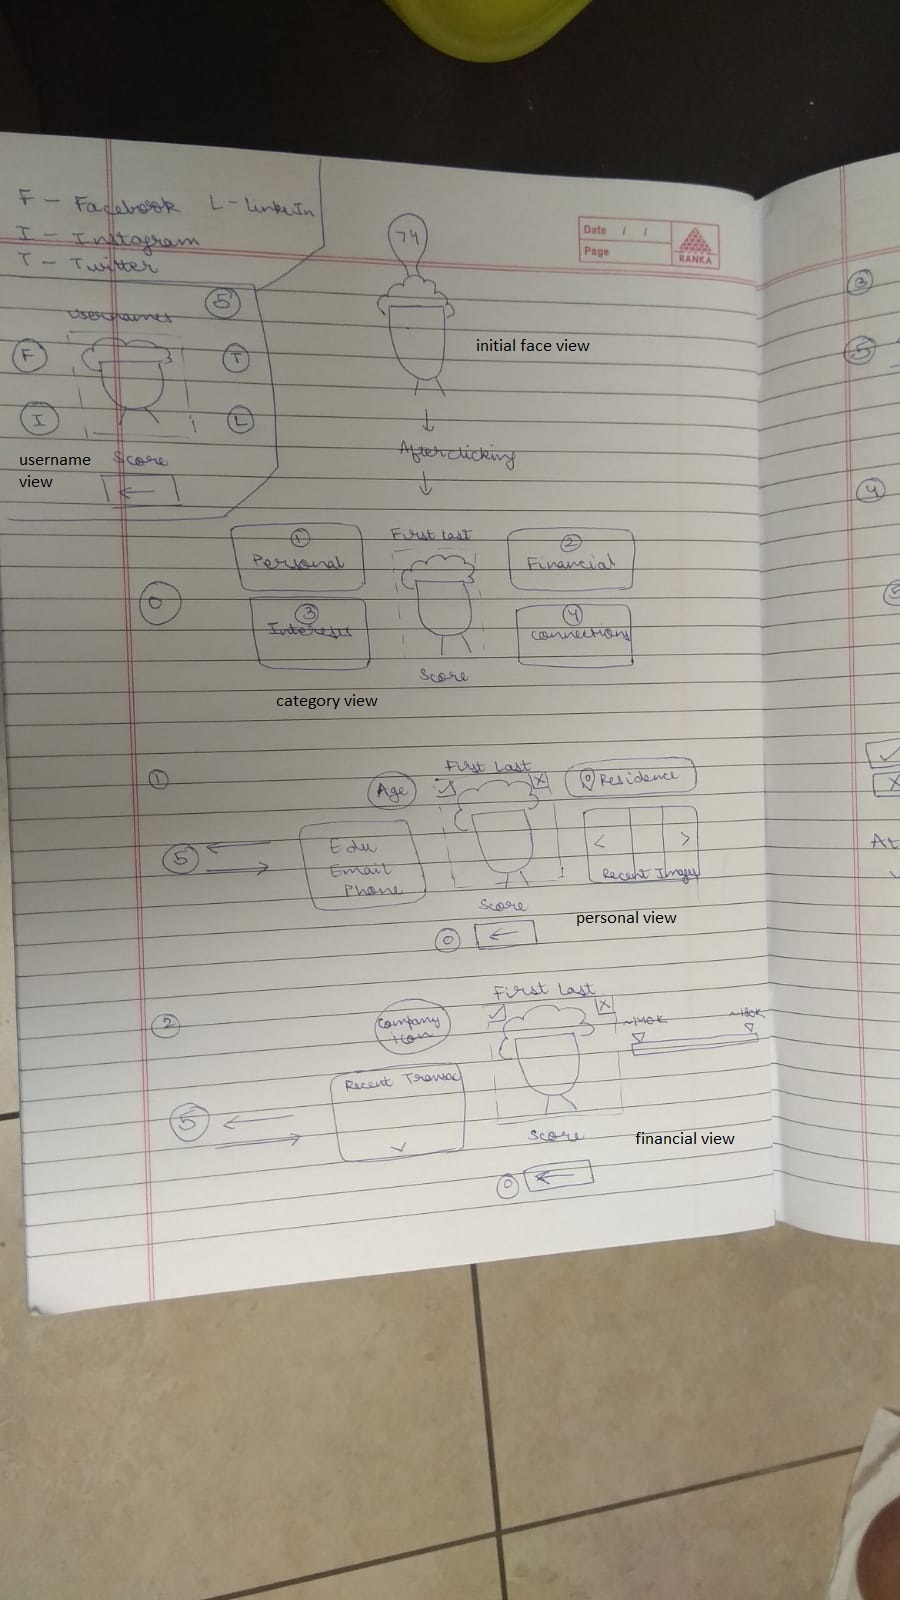 F - Facebook L - LinkeIn
I - Instagram
T - Twitter
5
usernames
F
T
I
L
username
view
Score
←
74
Date / /
Page
RANKA
initial face view
↓
After clicking
↓
0
①
Personal
First last
②
Financial
③
Interests
④
connections
Score
category view
①
Age
First Last
Residence
5
Edu
Email
Phone
< >
Recent Images
Score
0 ←
personal view
②
Company
icon
First Last
~140K
~180K
5
Recent Transac
Score
0 ←
financial view
3
5
4
5
At